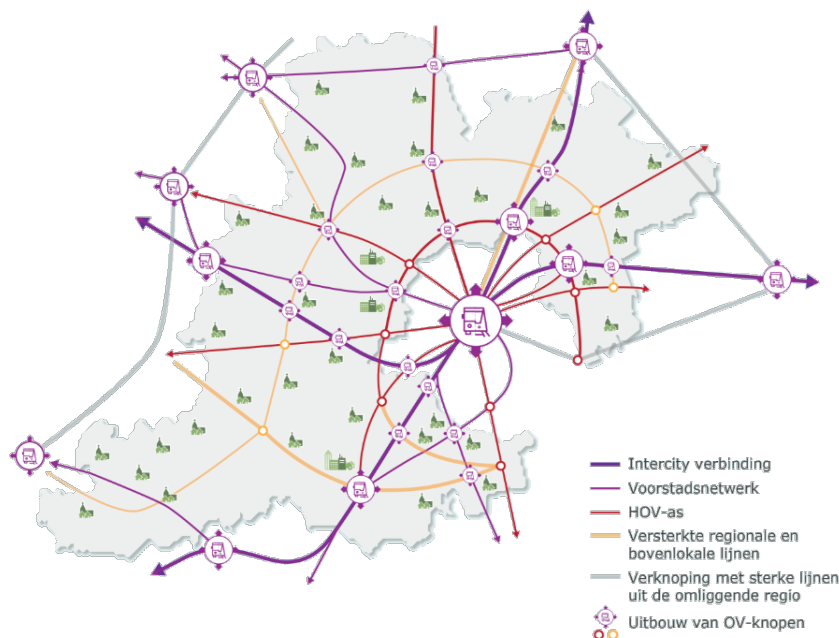 Intercity verbinding
Voorstadsnetwerk
HOV-as
Versterkte regionale en
bovenlokale lijnen
Verknoping met sterke lijnen
uit de omliggende regio
Uitbouw van OV-knopen